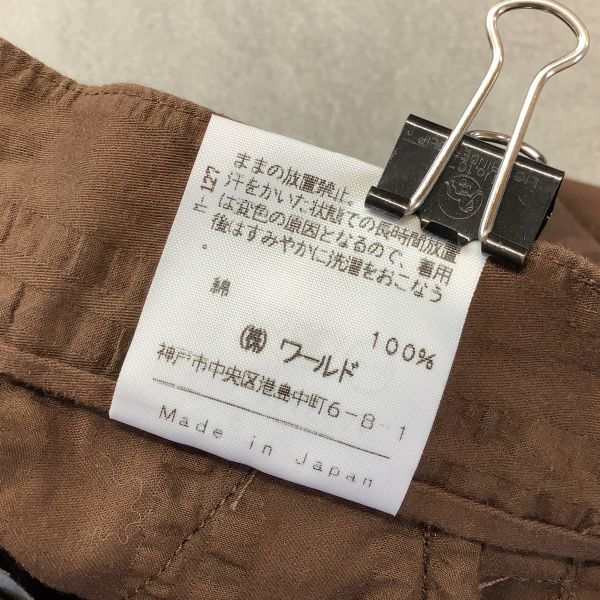 ままの放置禁止。
汗をかいた状態での長時間放置
は変色の原因となるので、着用
後はすみやかに洗濯をおこなう
。
綿 100%
(株) ワールド
神戸市中央区港島中町6-8-1
Made in Japan
127